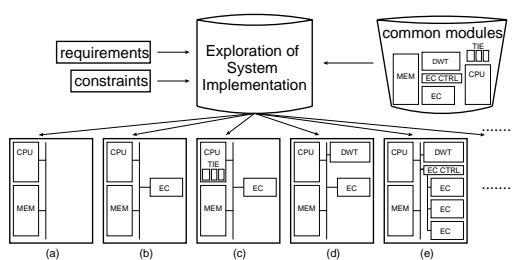 requirements
constraints
Exploration of
System
Implementation
common modules
TIE
MEM
DWT
EC CTRL
EC
CPU
CPU
MEM
(a)
CPU
MEM
EC
(b)
CPU
TIE
MEM
EC
(c)
CPU
MEM
DWT
EC
(d)
CPU
MEM
DWT
EC CTRL
EC
EC
EC
(e)
........
........